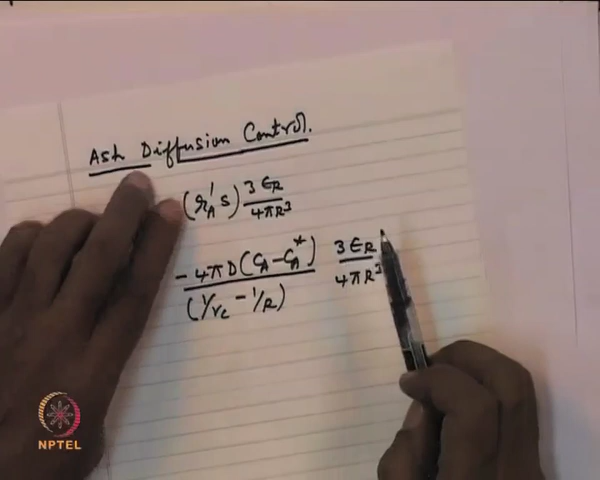 Ash Diffusion Control.
(r_A' s) 3 ∈_R / 4πR³
-4πD(C_A - C_A*) / (1/r_c - 1/R) 3 ∈_R / 4πR³
NPTEL